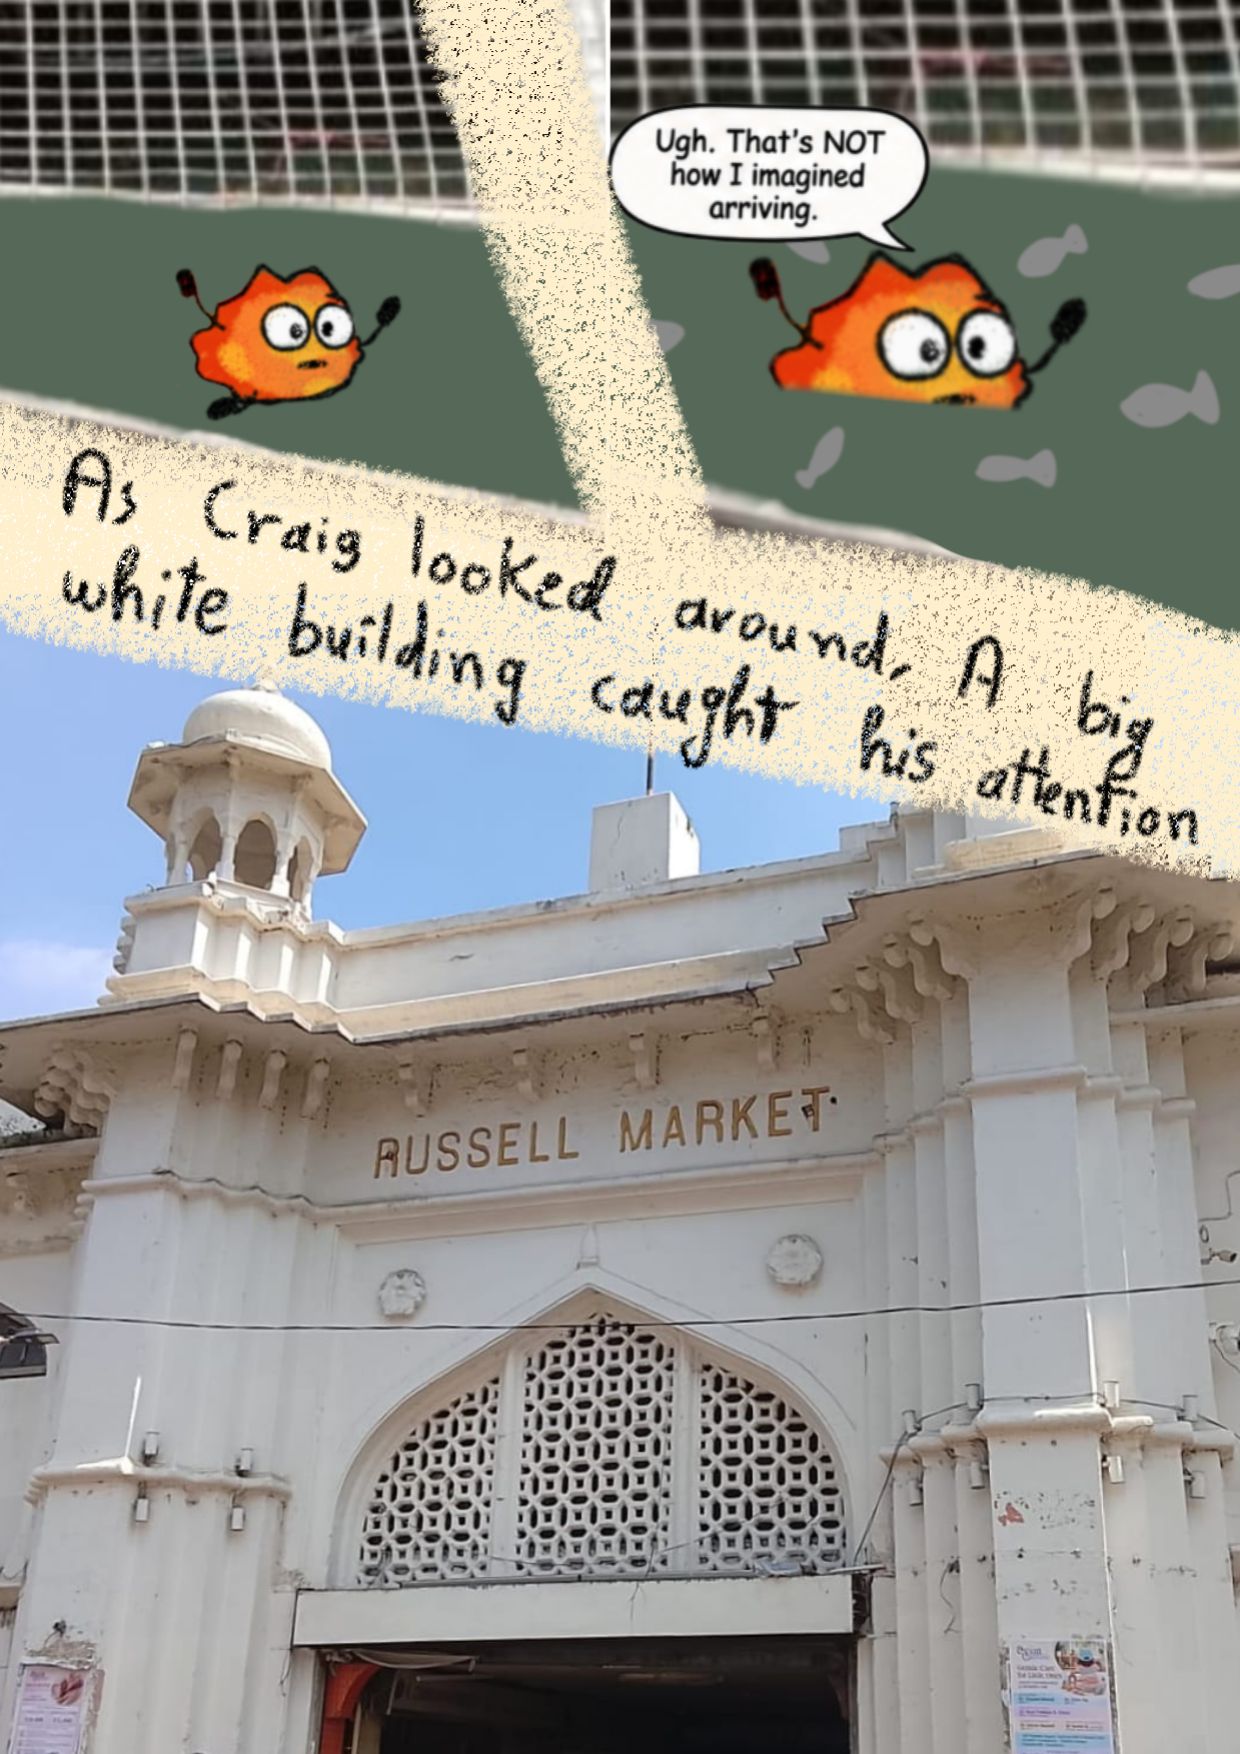 Ugh. That's NOT
how I imagined
arriving.
As Craig looked around, A big
white building caught his attention
RUSSELL MARKET